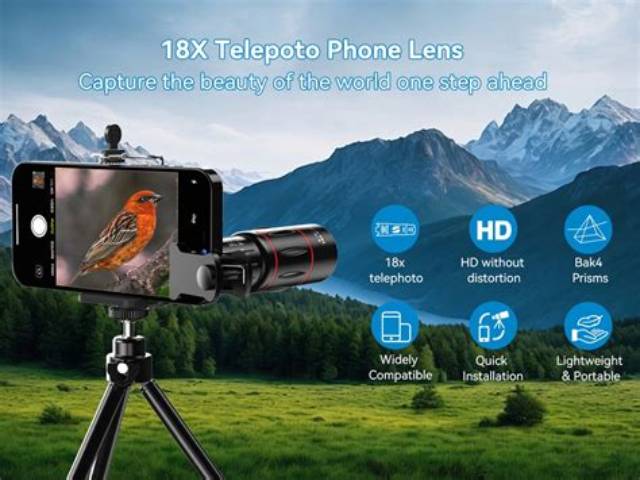 18X Telepoto Phone Lens
Capture the beauty of the world one step ahead
HD
18x
telephoto
HD without
distortion
Bak4
Prisms
Widely
Compatible
Quick
Installation
Lightweight
& Portable